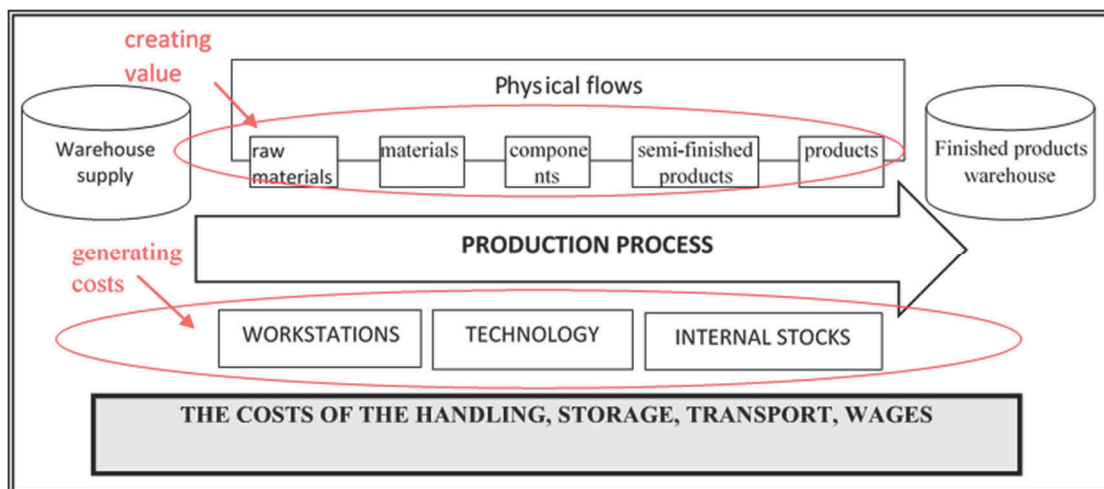 creating
value
Physical flows
Warehouse
supply
raw
materials
materials
compone
nts
semi-finished
products
products
Finished products
warehouse
PRODUCTION PROCESS
generating
costs
WORKSTATIONS
TECHNOLOGY
INTERNAL STOCKS
THE COSTS OF THE HANDLING, STORAGE, TRANSPORT, WAGES